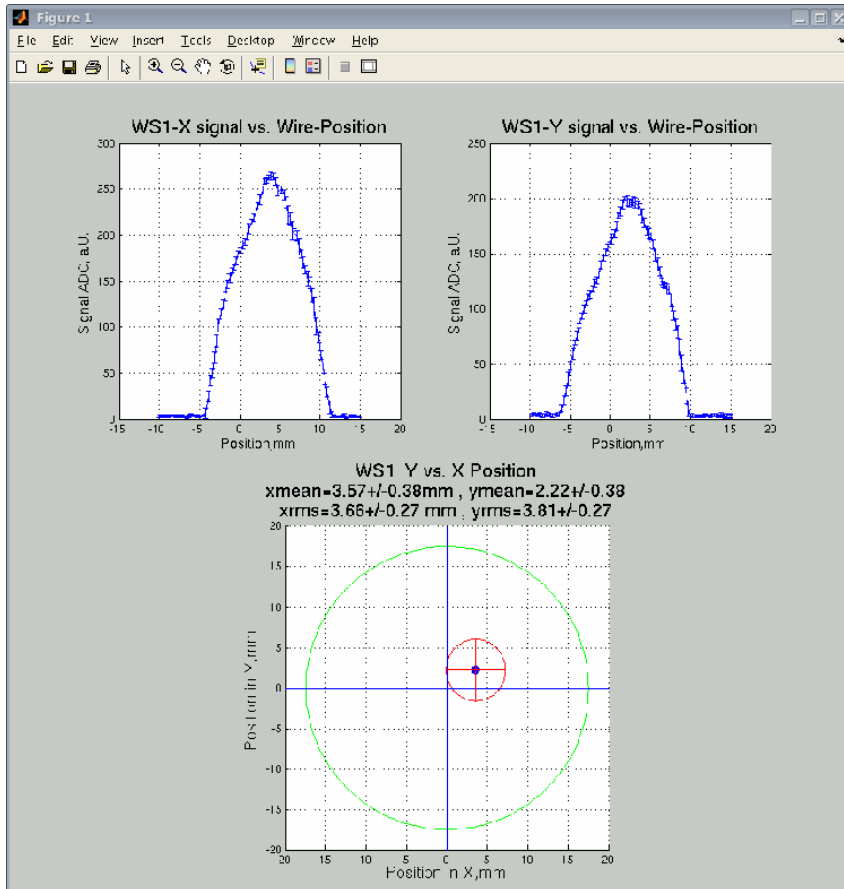 Figure 1
File Edit View Insert Tools Desktop Window Help
WS1-X signal vs. Wire-Position
300
250
200
150
100
50
0
-15 -10 -5 0 5 10 15 20
Signal ADC, a.U.
Position,mm
WS1-Y signal vs. Wire-Position
250
200
150
100
50
0
-15 -10 -5 0 5 10 15 20
Signal ADC, a.U.
Position,mm
WS1 Y vs. X Position
xmean=3.57+/-0.38mm , ymean=2.22+/-0.38
xrms=3.66+/-0.27 mm , yrms=3.81+/-0.27
20
15
10
5
0
-5
-10
-15
-20
20 15 10 5 0 5 10 15 20
Position in Y,mm
Position in X,mm